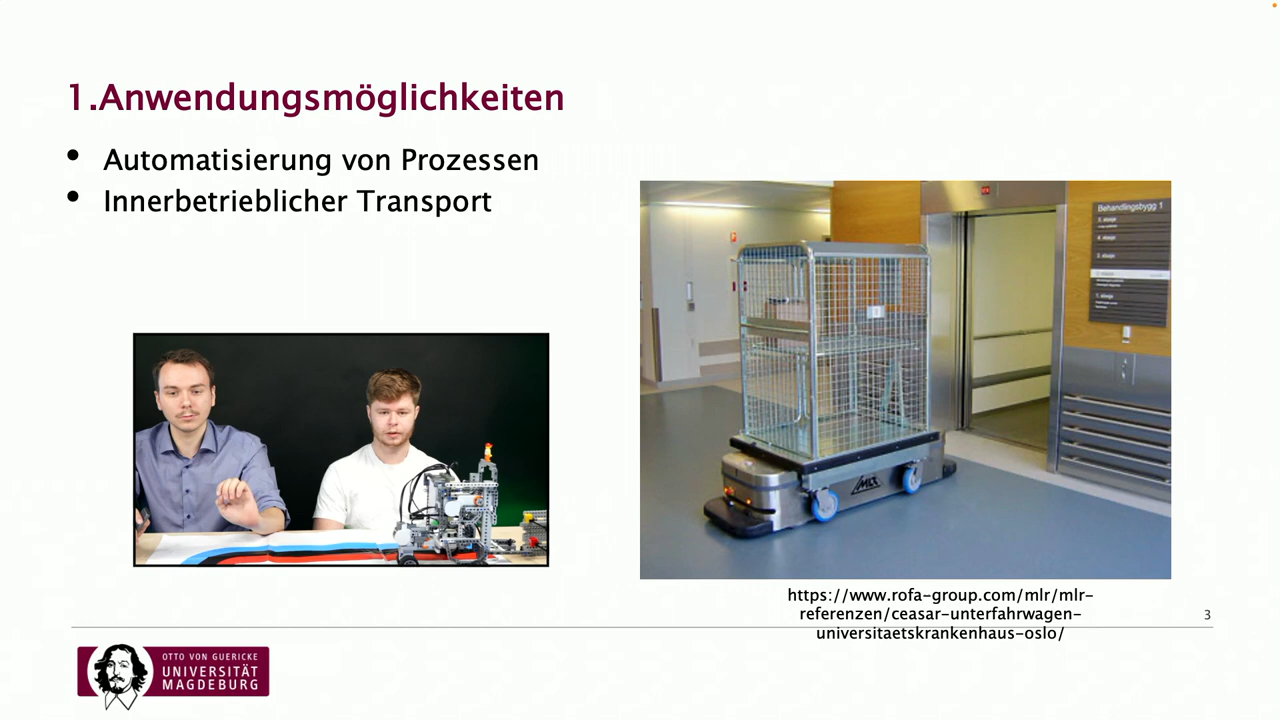 1.Anwendungsmöglichkeiten
• Automatisierung von Prozessen
• Innerbetrieblicher Transport
Behandlingsbygg 1
MLR
https://www.rofa-group.com/mlr/mlr-
referenzen/ceasar-unterfahrwagen-
universitaetskrankenhaus-oslo/
3
OTTO VON GUERICKE
UNIVERSITÄT
MAGDEBURG